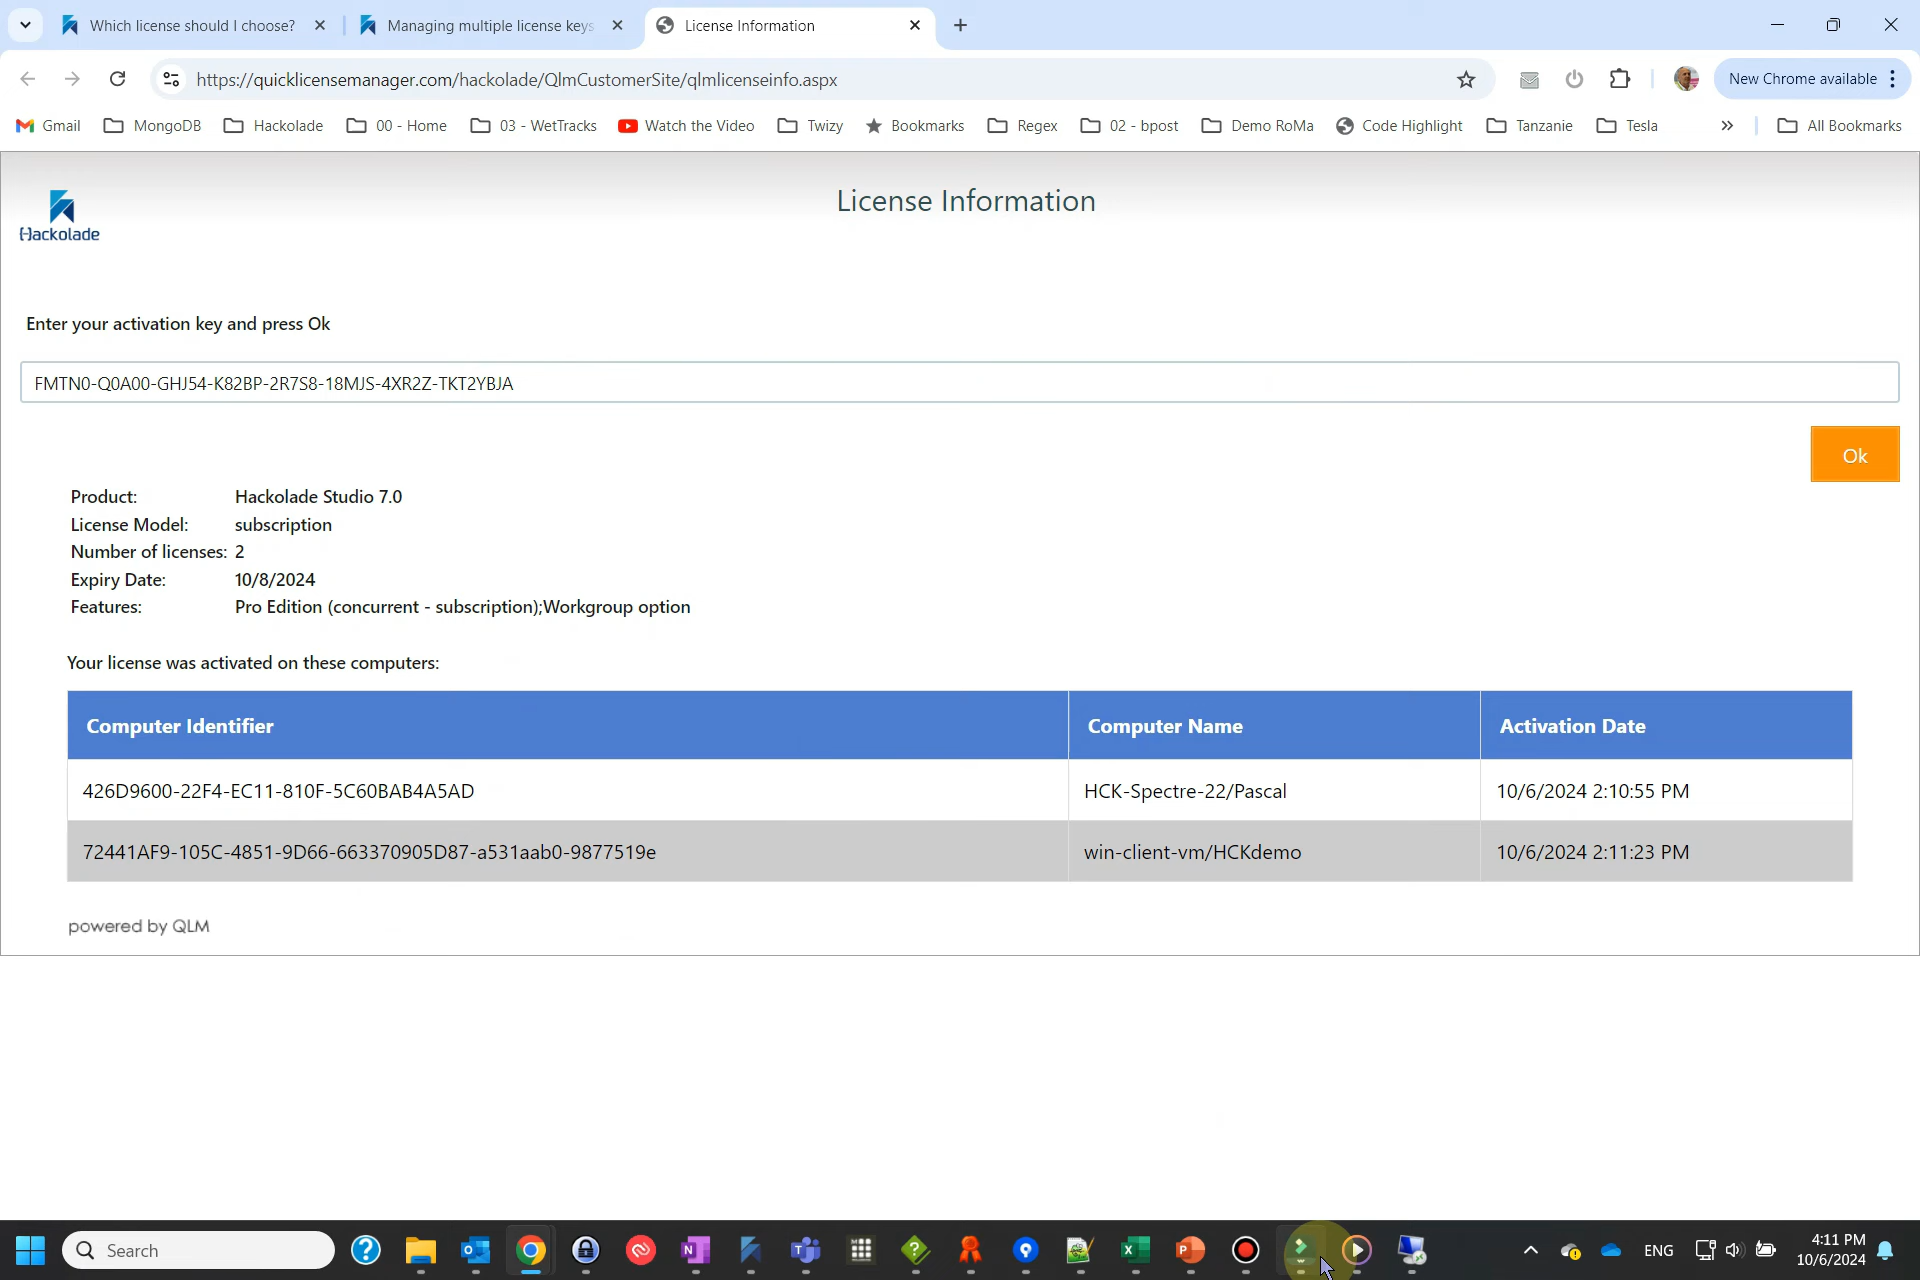 Which license should I choose?
Managing multiple license keys
License Information
https://quicklicensemanager.com/hackolade/QlmCustomerSite/qlmlicenseinfo.aspx
New Chrome available
Gmail
MongoDB
Hackolade
00 - Home
03 - WetTracks
Watch the Video
Twizy
Bookmarks
Regex
02 - bpost
Demo RoMa
Code Highlight
Tanzanie
Tesla
»
All Bookmarks
Hackolade
License Information
Enter your activation key and press Ok
FMTN0-Q0A00-GHJ54-K82BP-2R7S8-18MJS-4XR2Z-TKT2YBJA
Ok
Product: Hackolade Studio 7.0
License Model: subscription
Number of licenses: 2
Expiry Date: 10/8/2024
Features: Pro Edition (concurrent - subscription);Workgroup option
Your license was activated on these computers:
Computer Identifier Computer Name Activation Date
426D9600-22F4-EC11-810F-5C60BAB4A5AD HCK-Spectre-22/Pascal 10/6/2024 2:10:55 PM
72441AF9-105C-4851-9D66-663370905D87-a531aab0-9877519e win-client-vm/HCKdemo 10/6/2024 2:11:23 PM
powered by QLM
Search
ENG
4:11 PM
10/6/2024